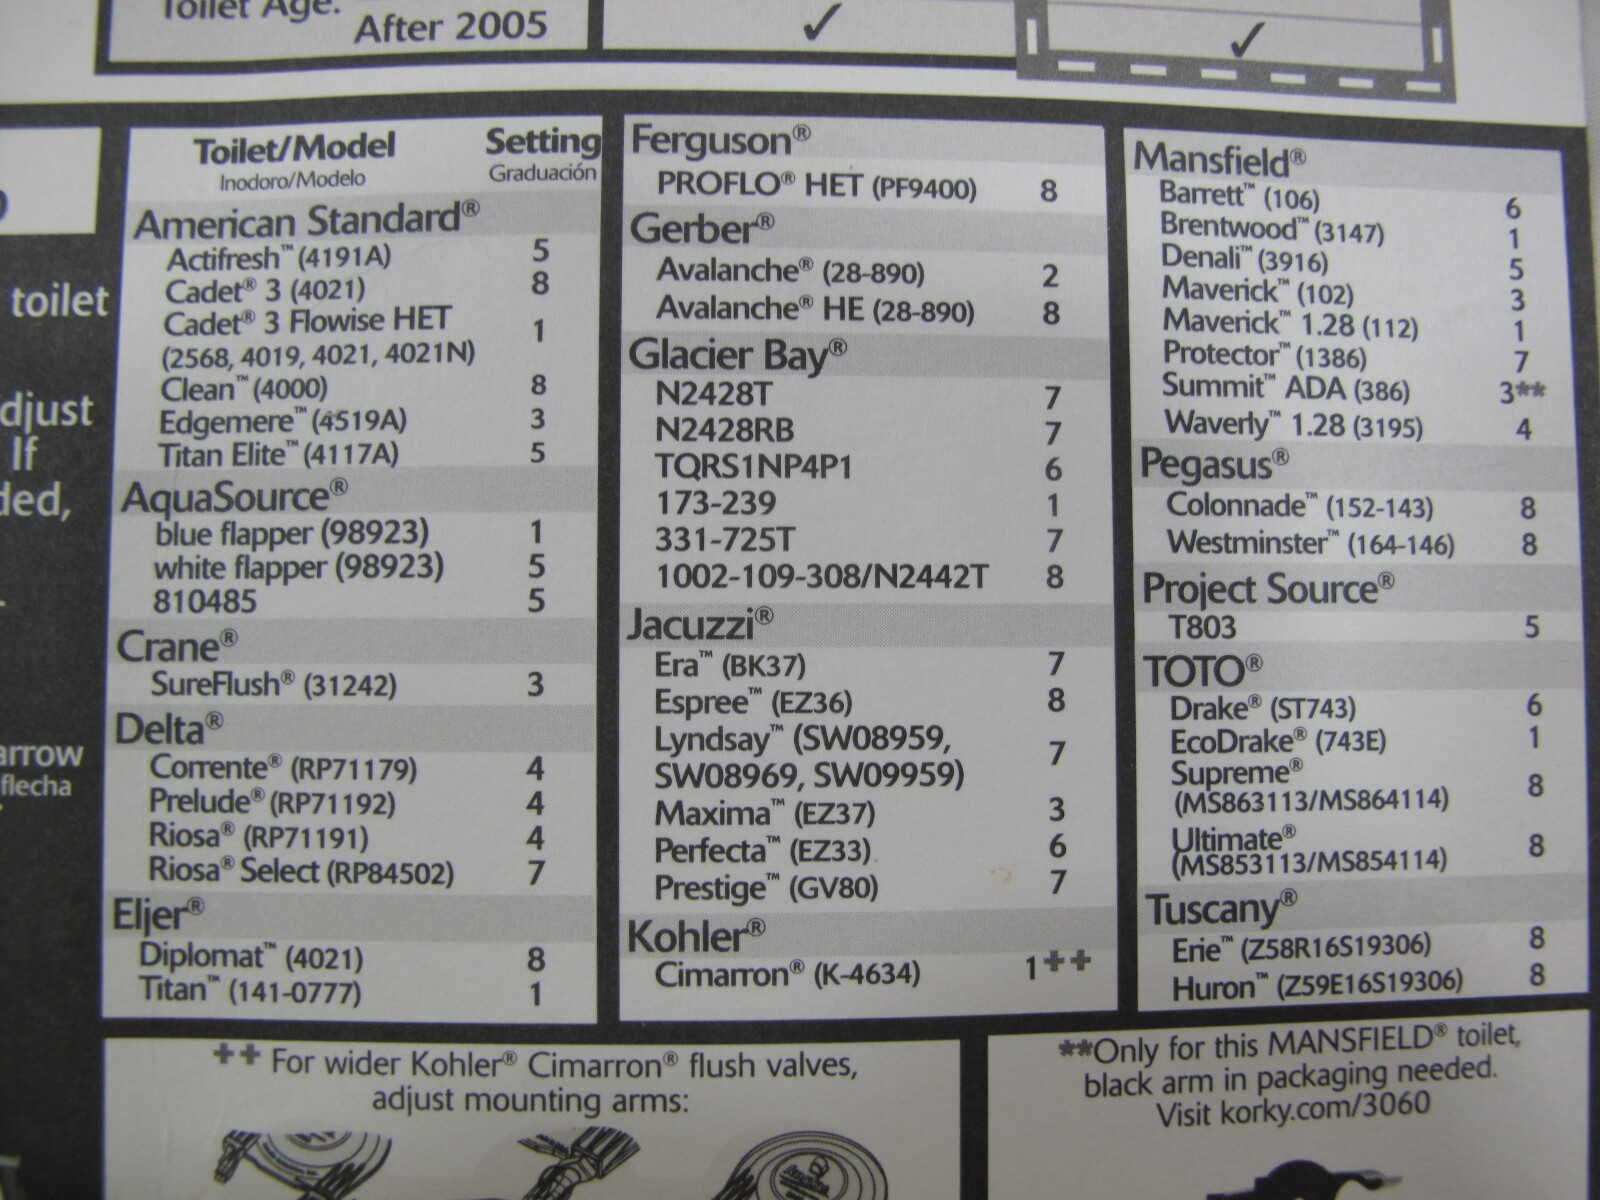 Toilet Age:
After 2005 ✓ ✓
toilet
djust
If
ded,
arrow
flecha
Toilet/Model Setting
Inodoro/Modelo Graduación
American Standard®
Actifresh™ (4191A) 5
Cadet® 3 (4021) 8
Cadet® 3 Flowise HET
(2568, 4019, 4021, 4021N) 1
Clean™ (4000) 8
Edgemere™ (4519A) 3
Titan Elite™ (4117A) 5
AquaSource®
blue flapper (98923) 1
white flapper (98923) 5
810485 5
Crane®
SureFlush® (31242) 3
Delta®
Corrente® (RP71179) 4
Prelude® (RP71192) 4
Riosa® (RP71191) 4
Riosa® Select (RP84502) 7
Eljer®
Diplomat™ (4021) 8
Titan™ (141-0777) 1
Ferguson®
PROFLO® HET (PF9400) 8
Gerber®
Avalanche® (28-890) 2
Avalanche® HE (28-890) 8
Glacier Bay®
N2428T 7
N2428RB 7
TQRS1NP4P1 6
173-239 1
331-725T 7
1002-109-308/N2442T 8
Jacuzzi®
Era™ (BK37) 7
Espree™ (EZ36) 8
Lyndsay™ (SW08959,
SW08969, SW09959) 7
Maxima™ (EZ37) 3
Perfecta™ (EZ33) 6
Prestige™ (GV80) 7
Kohler®
Cimarron® (K-4634) 1++
Mansfield®
Barrett™ (106) 6
Brentwood™ (3147) 1
Denali™ (3916) 5
Maverick™ (102) 3
Maverick™ 1.28 (112) 1
Protector™ (1386) 7
Summit™ ADA (386) 3**
Waverly™ 1.28 (3195) 4
Pegasus®
Colonnade™ (152-143) 8
Westminster™ (164-146) 8
Project Source®
T803 5
TOTO®
Drake® (ST743) 6
EcoDrake® (743E) 1
Supreme®
(MS863113/MS864114) 8
Ultimate®
(MS853113/MS854114) 8
Tuscany®
Erie™ (Z58R16S19306) 8
Huron™ (Z59E16S19306) 8
++ For wider Kohler® Cimarron® flush valves,
adjust mounting arms:
**Only for this MANSFIELD® toilet,
black arm in packaging needed.
Visit korky.com/3060